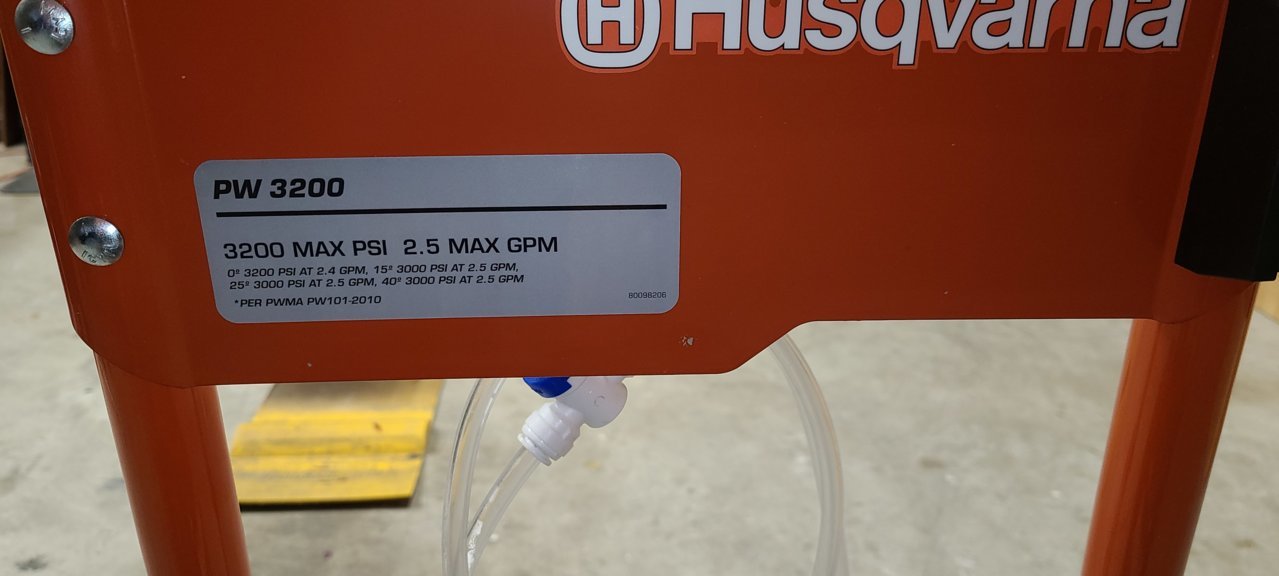 H Husqvarna
PW 3200
3200 MAX PSI 2.5 MAX GPM
0º 3200 PSI AT 2.4 GPM, 15º 3000 PSI AT 2.5 GPM,
25º 3000 PSI AT 2.5 GPM, 40º 3000 PSI AT 2.5 GPM
*PER PWMA PW101-2010
80098206